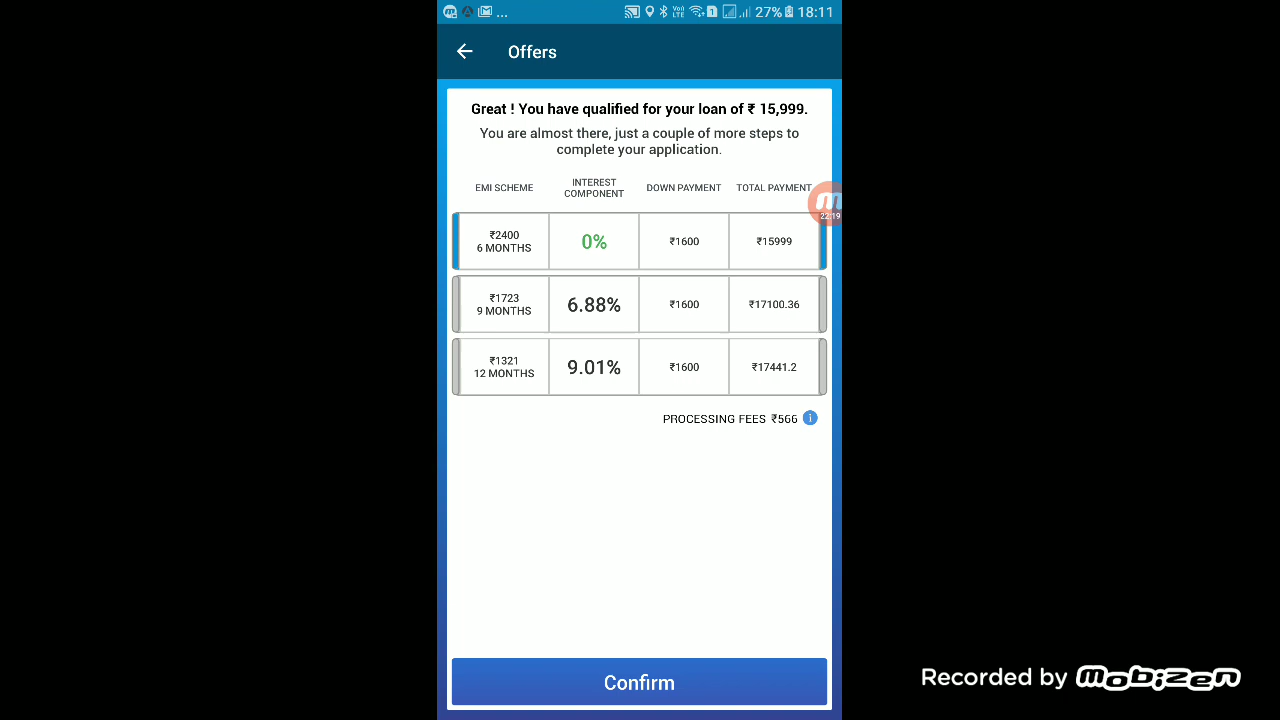 ... 1 27% 18:11
Offers
Great ! You have qualified for your loan of ₹ 15,999.
You are almost there, just a couple of more steps to
complete your application.
EMI SCHEME INTEREST COMPONENT DOWN PAYMENT TOTAL PAYMENT
22:19
₹2400 6 MONTHS 0% ₹1600 ₹15999
₹1723 9 MONTHS 6.88% ₹1600 ₹17100.36
₹1321 12 MONTHS 9.01% ₹1600 ₹17441.2
PROCESSING FEES ₹566 i
Confirm
Recorded by mobizen